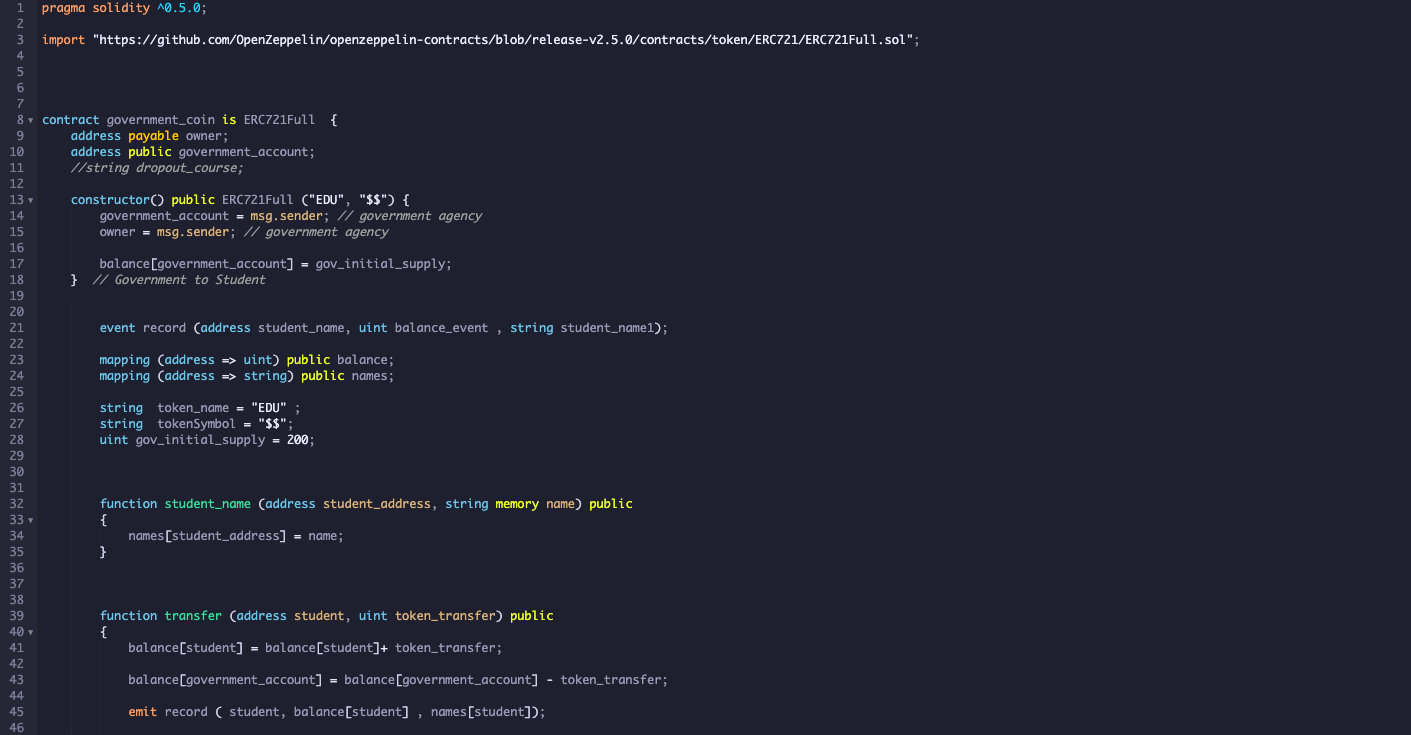 1 pragma solidity ^0.5.0;
2
3 import "https://github.com/OpenZeppelin/openzeppelin-contracts/blob/release-v2.5.0/contracts/token/ERC721/ERC721Full.sol";
4
5
6
7
8 contract government_coin is ERC721Full  {
9     address payable owner;
10     address public government_account;
11     //string dropout_course;
12
13     constructor() public ERC721Full ("EDU", "$$") {
14         government_account = msg.sender; // government agency
15         owner = msg.sender; // government agency
16
17         balance[government_account] = gov_initial_supply;
18     }  // Government to Student
19
20
21         event record (address student_name, uint balance_event , string student_name1);
22
23         mapping (address => uint) public balance;
24         mapping (address => string) public names;
25
26         string  token_name = "EDU" ;
27         string  tokenSymbol = "$$";
28         uint gov_initial_supply = 200;
29
30
31
32         function student_name (address student_address, string memory name) public
33         {
34             names[student_address] = name;
35         }
36
37
38
39         function transfer (address student, uint token_transfer) public
40         {
41             balance[student] = balance[student]+ token_transfer;
42
43             balance[government_account] = balance[government_account] - token_transfer;
44
45             emit record ( student, balance[student] , names[student]);
46